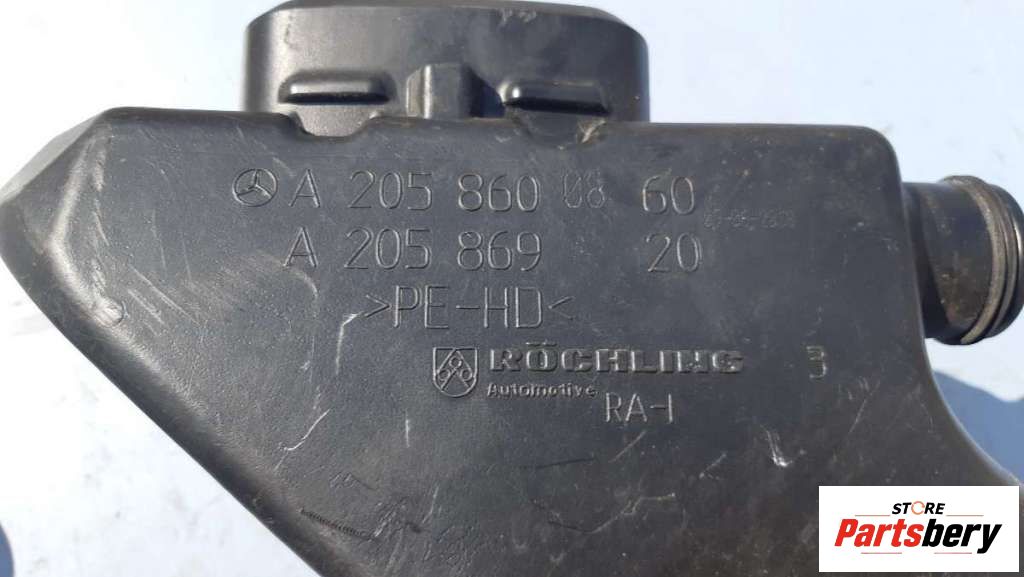 A 205 860 08 60
A 205 869 20
>PE-HD<
RÖCHLING 3
Automotive
RA-I
STORE
Partsbery